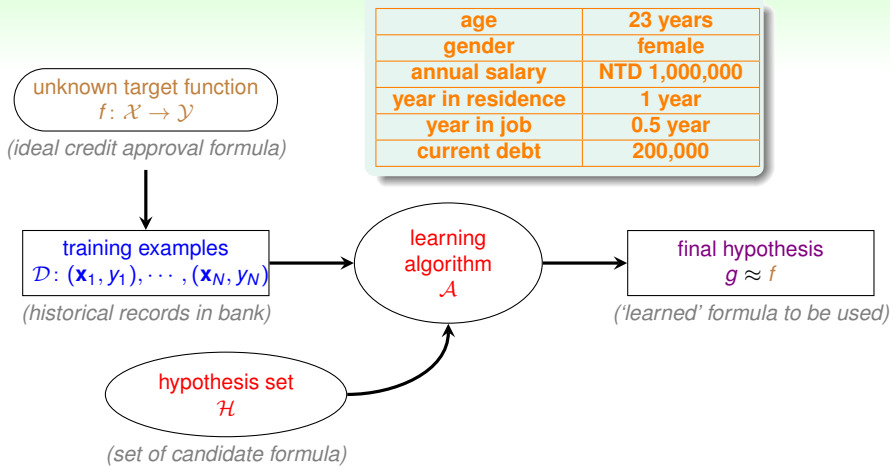 age 23 years
gender female
annual salary NTD 1,000,000
year in residence 1 year
year in job 0.5 year
current debt 200,000
unknown target function
f: 𝒳 → 𝒴
(ideal credit approval formula)
training examples
𝒟: (𝐱₁, y₁), ⋯ , (𝐱_N, y_N)
(historical records in bank)
learning
algorithm
𝒜
final hypothesis
g ≈ f
(‘learned’ formula to be used)
hypothesis set
ℋ
(set of candidate formula)